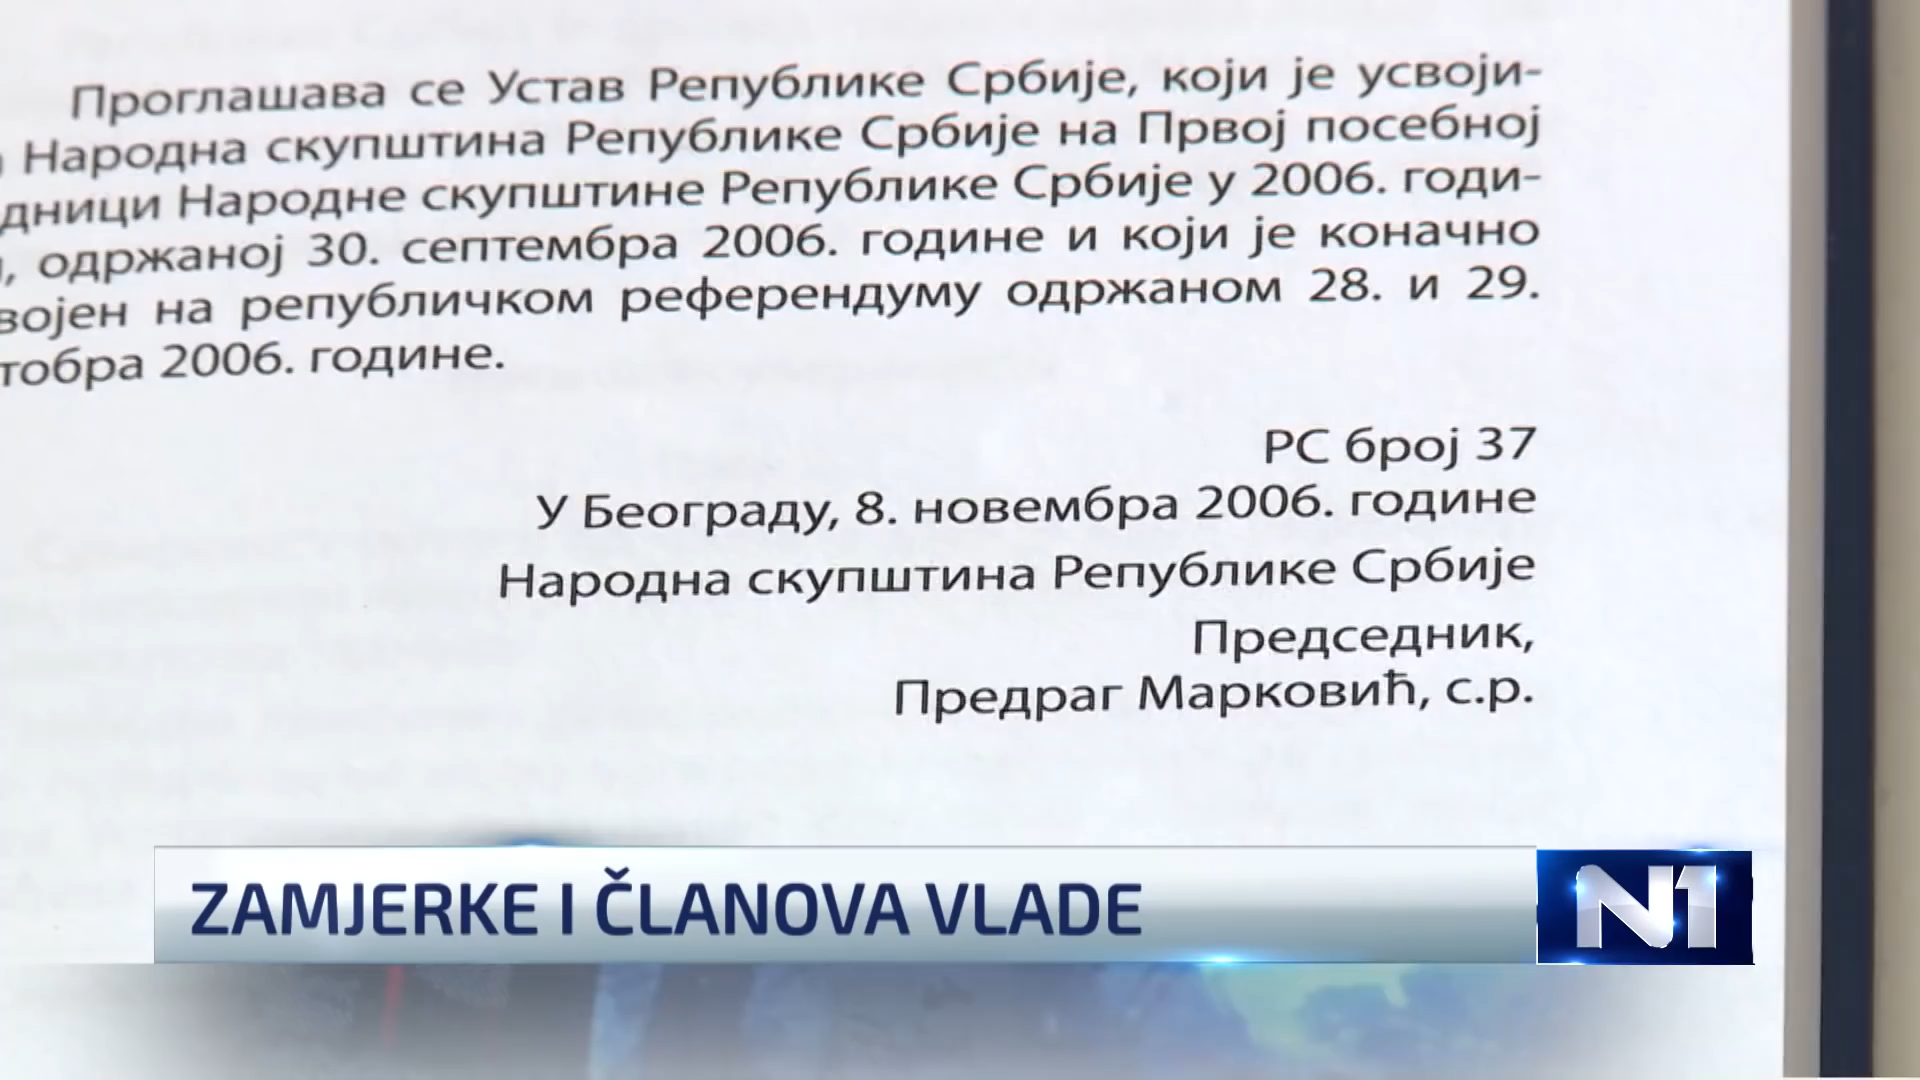 Проглашава се Устав Републике Србије, који је усвоји-
Народна скупштина Републике Србије на Првој посебној
дници Народне скупштине Републике Србије у 2006. годи-
, одржаној 30. септембра 2006. године и који је коначно
војен на републичком референдуму одржаном 28. и 29.
тобра 2006. године.
РС број 37
У Београду, 8. новембра 2006. године
Народна скупштина Републике Србије
Председник,
Предраг Марковић, с.р.
ZAMJERKE I ČLANOVA VLADE
N1